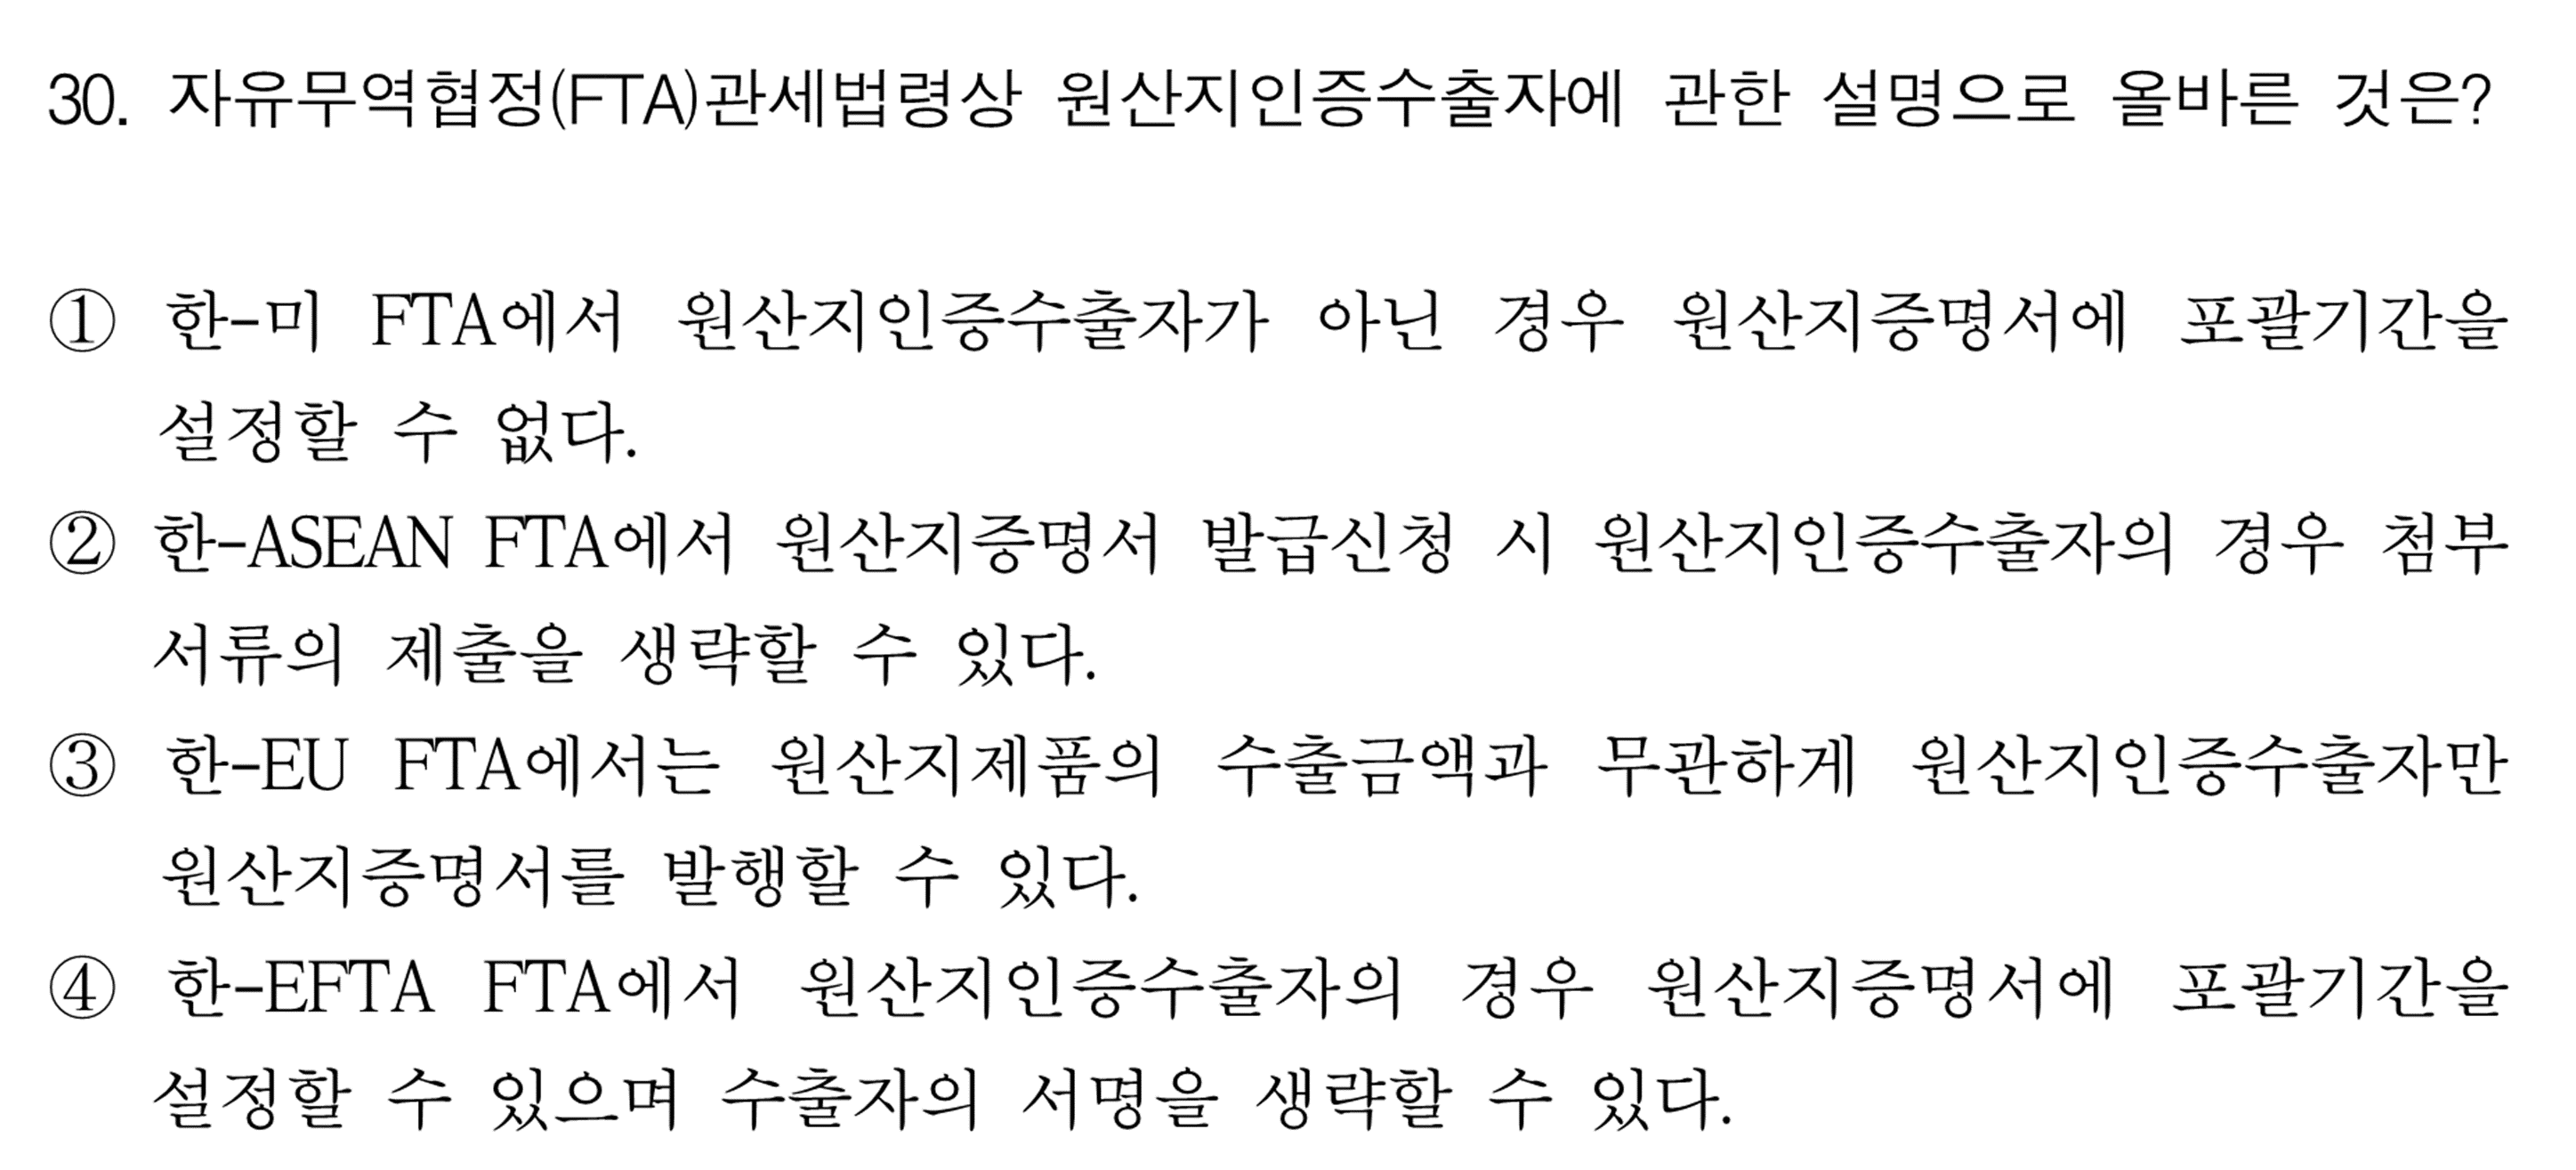 30. 자유무역협정(FTA)관세법령상 원산지인증수출자에 관한 설명으로 올바른 것은?
① 한-미 FTA에서 원산지인증수출자가 아닌 경우 원산지증명서에 포괄기간을
설정할 수 없다.
② 한-ASEAN FTA에서 원산지증명서 발급신청 시 원산지인증수출자의 경우 첨부
서류의 제출을 생략할 수 있다.
③ 한-EU FTA에서는 원산지제품의 수출금액과 무관하게 원산지인증수출자만
원산지증명서를 발행할 수 있다.
④ 한-EFTA FTA에서 원산지인증수출자의 경우 원산지증명서에 포괄기간을
설정할 수 있으며 수출자의 서명을 생략할 수 있다.